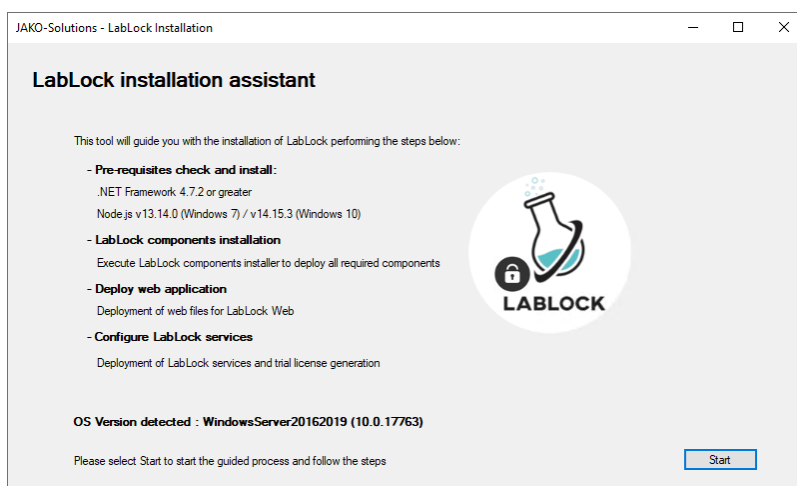 JAKO-Solutions - LabLock Installation
LabLock installation assistant
This tool will guide you with the installation of LabLock performing the steps below:
- Pre-requisites check and install:
.NET Framework 4.7.2 or greater
Node.js v13.14.0 (Windows 7) / v14.15.3 (Windows 10)
- LabLock components installation
Execute LabLock components installer to deploy all required components
- Deploy web application
Deployment of web files for LabLock Web
- Configure LabLock services
Deployment of LabLock services and trial license generation
LABLOCK
OS Version detected : WindowsServer20162019 (10.0.17763)
Please select Start to start the guided process and follow the steps
Start